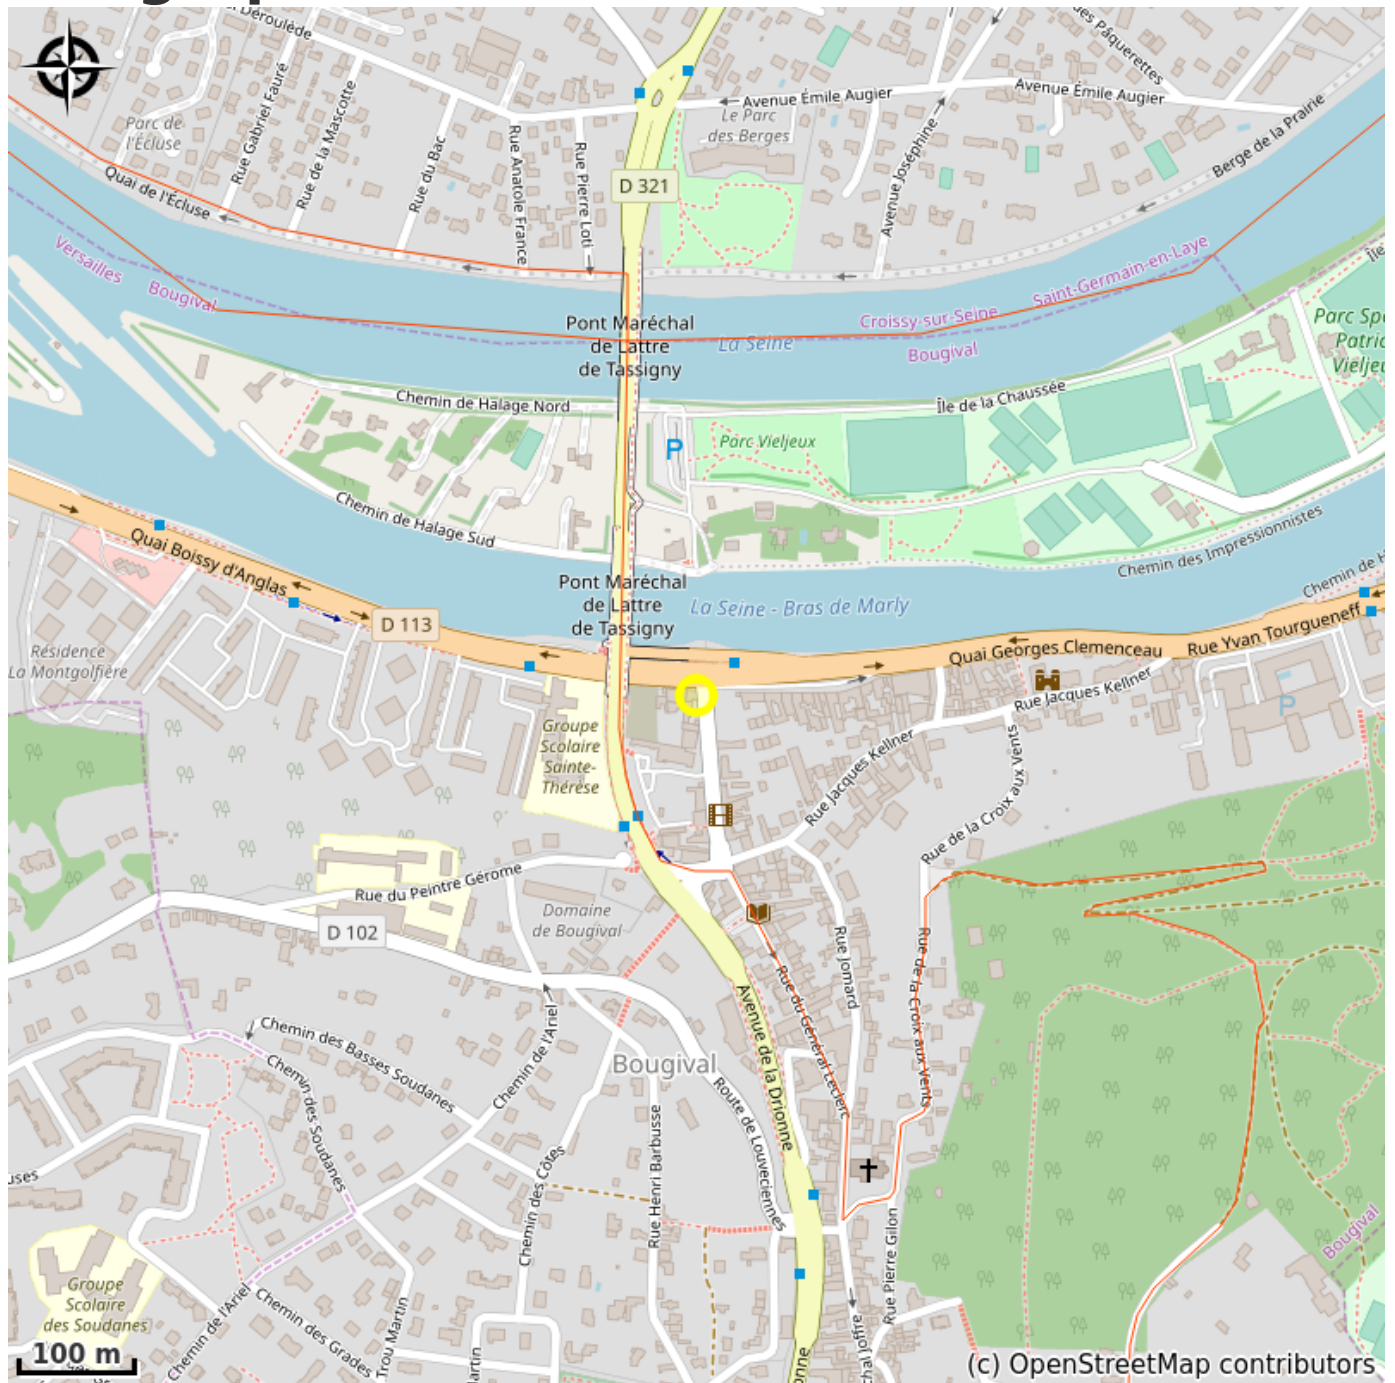 Déroulède
Rue Gabriel Fauré
Rue de la Mascotte
Rue du Bac
Rue Anatole France
Rue Pierre Loti
Parc de
l'Écluse
Quai de l'Écluse
D 321
Avenue Émile Augier
Avenue Émile Augier
Le Parc
des Berges
Avenue Joséphine
Berge de la Prairie
Versailles
Bougival
Saint-Germain-en-Laye
Croissy-sur-Seine
Bougival
Pont Maréchal
de Lattre
de Tassigny
La Seine
Chemin de Halage Nord
Île de la Chaussée
Parc Vieljeux
P
Chemin de Halage Sud
Chemin des Impressionnistes
Quai Boissy d'Anglas
D 113
Pont Maréchal
de Lattre
de Tassigny
La Seine - Bras de Marly
Quai Georges Clemenceau
Rue Yvan Tourgueneff
Résidence
La Montgolfière
Groupe
Scolaire
Sainte-
Thérèse
Rue Jacques Kellner
Rue Jacques Kellner
P
Rue de la Croix aux Vents
Rue du Peintre Gérome
D 102
Domaine
de Bougival
Rue Jomard
Rue du Général Leclerc
Rue de la Croix aux Vents
Avenue de la Drionne
Chemin des Basses Soudanes
Chemin de l'Ariel
Bougival
Chemin des Soudanes
Route de Louveciennes
Rue Henri Barbusse
Chemin des Côtes
Rue Pierre Gilon
Bougival
Groupe
Scolaire
des Soudanes
Chemin de l'Ariel
Chemin des Grades
Trou Martin
100 m
(c) OpenStreetMap contributors